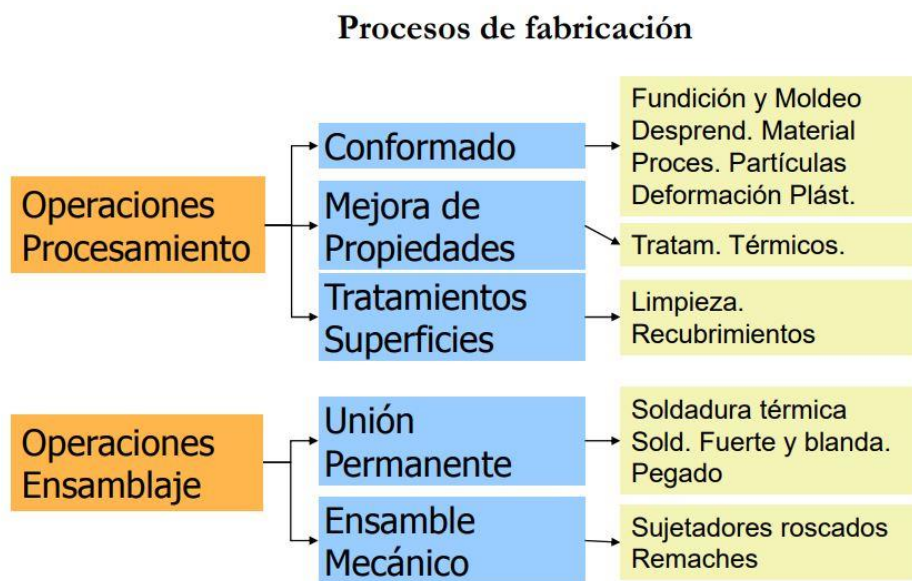 Procesos de fabricación
Operaciones
Procesamiento
Conformado
Fundición y Moldeo
Desprend. Material
Proces. Partículas
Deformación Plást.
Mejora de
Propiedades
Tratam. Térmicos.
Tratamientos
Superficies
Limpieza.
Recubrimientos
Operaciones
Ensamblaje
Unión
Permanente
Soldadura térmica
Sold. Fuerte y blanda.
Pegado
Ensamble
Mecánico
Sujetadores roscados
Remaches